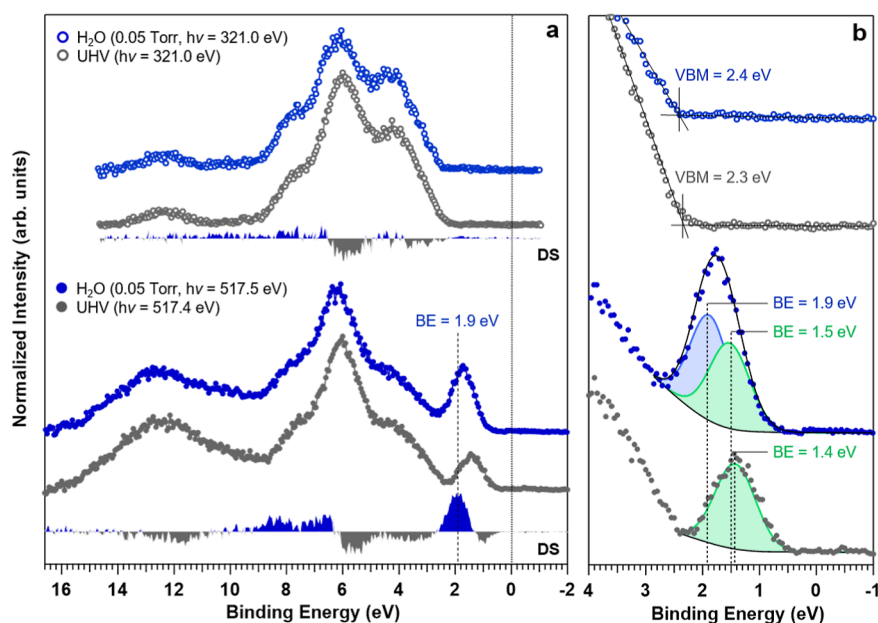 a
H₂O (0.05 Torr, hν = 321.0 eV)
UHV (hν = 321.0 eV)
DS
H₂O (0.05 Torr, hν = 517.5 eV)
UHV (hν = 517.4 eV)
BE = 1.9 eV
DS
Normalized Intensity (arb. units)
16 14 12 10 8 6 4 2 0 -2
Binding Energy (eV)
b
VBM = 2.4 eV
VBM = 2.3 eV
BE = 1.9 eV
BE = 1.5 eV
BE = 1.4 eV
4 3 2 1 0 -1
Binding Energy (eV)